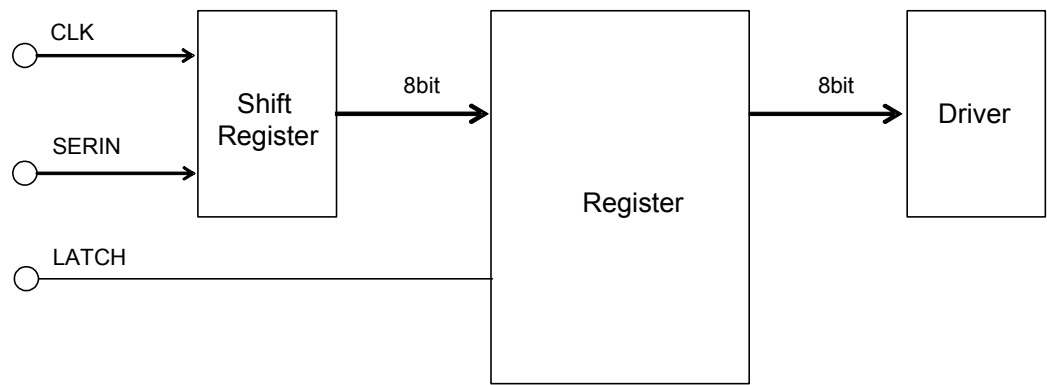 CLK
SERIN
LATCH
Shift
Register
8bit
Register
8bit
Driver